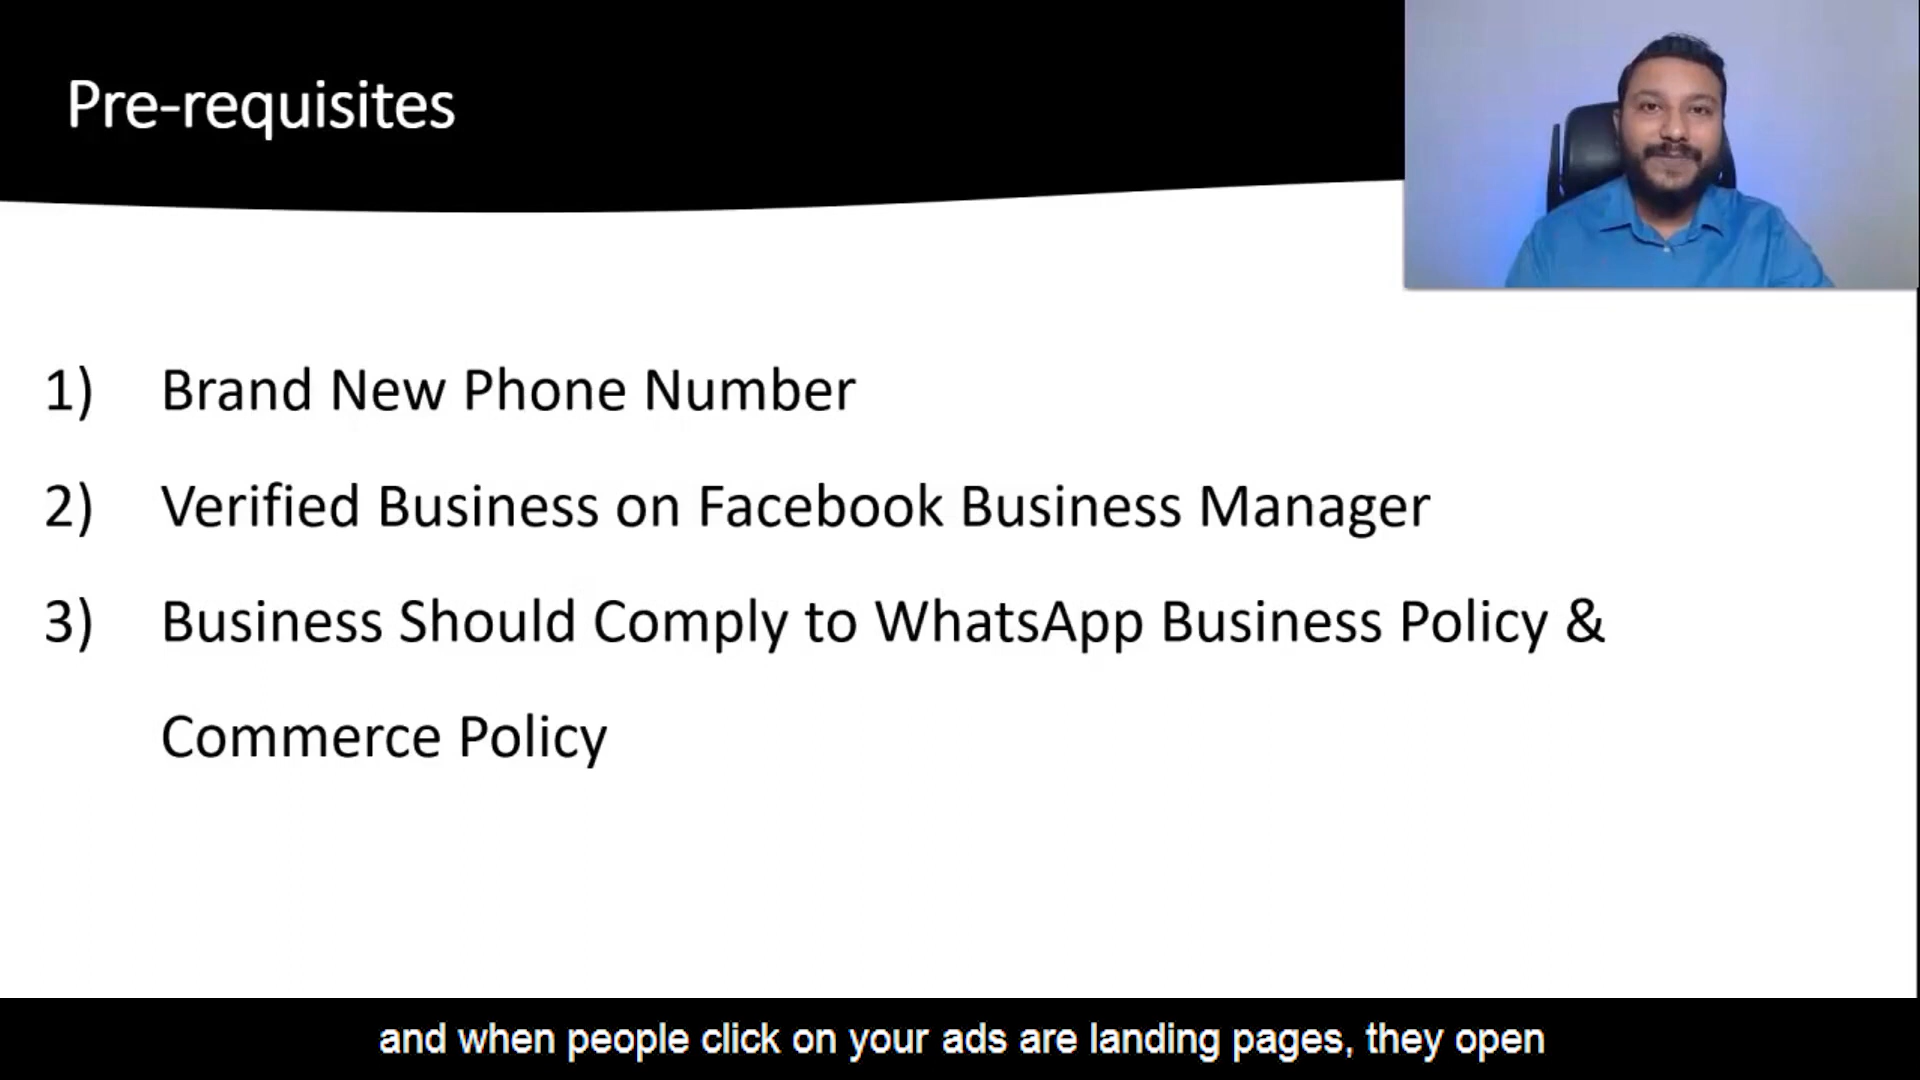 Pre-requisites
1) Brand New Phone Number
2) Verified Business on Facebook Business Manager
3) Business Should Comply to WhatsApp Business Policy &
Commerce Policy
and when people click on your ads are landing pages, they open